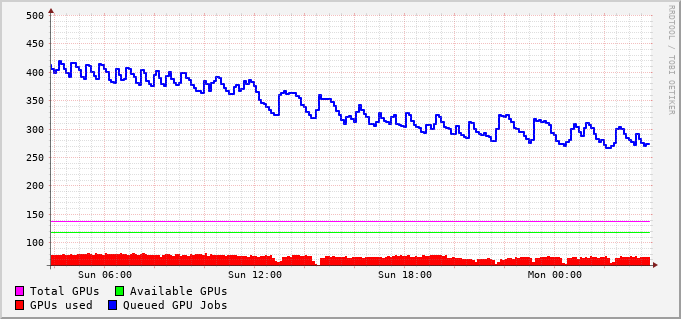 500
450
400
350
300
250
200
150
100
Sun 06:00 Sun 12:00 Sun 18:00 Mon 00:00
Total GPUs Available GPUs
GPUs used Queued GPU Jobs
RRDTOOL / TOBI OETIKER